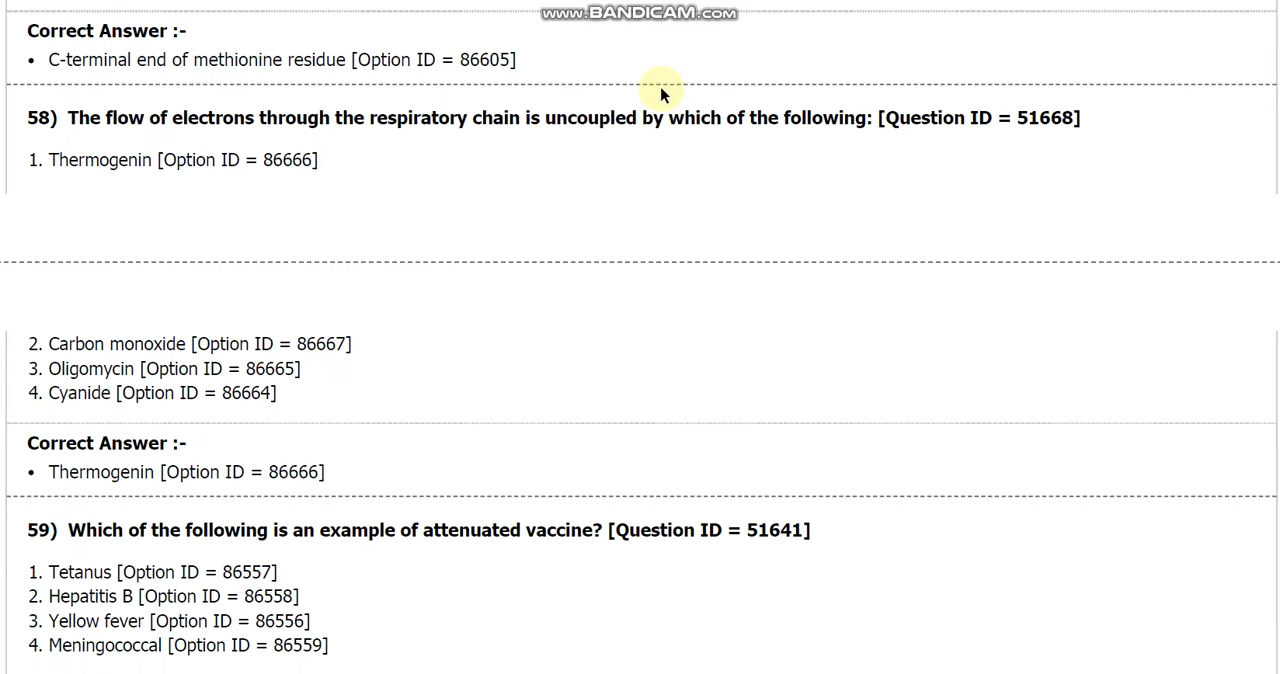 www.BANDICAM.com
Correct Answer :-
• C-terminal end of methionine residue [Option ID = 86605]
58) The flow of electrons through the respiratory chain is uncoupled by which of the following: [Question ID = 51668]
1. Thermogenin [Option ID = 86666]
2. Carbon monoxide [Option ID = 86667]
3. Oligomycin [Option ID = 86665]
4. Cyanide [Option ID = 86664]
Correct Answer :-
• Thermogenin [Option ID = 86666]
59) Which of the following is an example of attenuated vaccine? [Question ID = 51641]
1. Tetanus [Option ID = 86557]
2. Hepatitis B [Option ID = 86558]
3. Yellow fever [Option ID = 86556]
4. Meningococcal [Option ID = 86559]